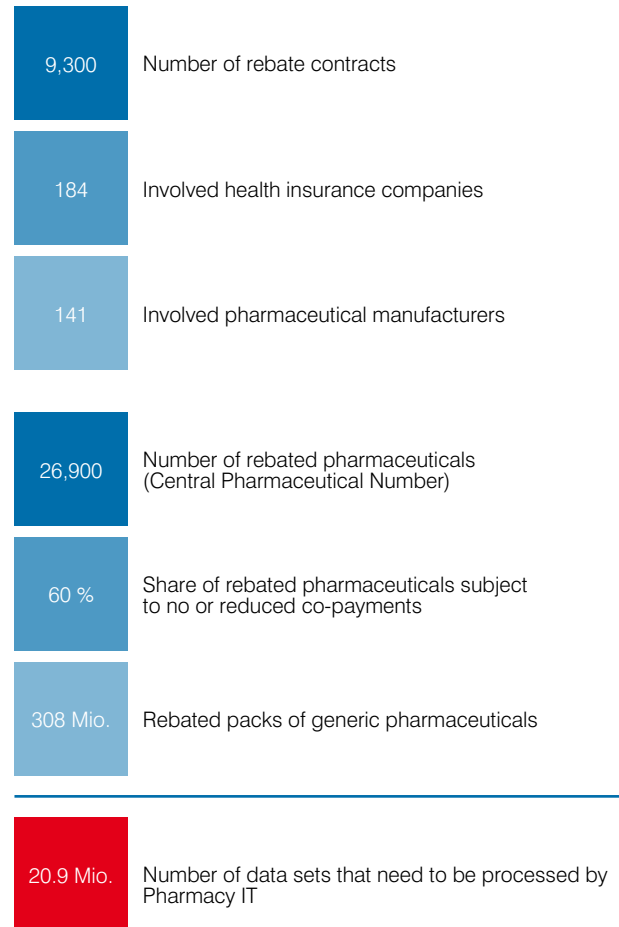 9,300
Number of rebate contracts
184
Involved health insurance companies
141
Involved pharmaceutical manufacturers
26,900
Number of rebated pharmaceuticals
(Central Pharmaceutical Number)
60 %
Share of rebated pharmaceuticals subject
to no or reduced co-payments
308 Mio.
Rebated packs of generic pharmaceuticals
20.9 Mio.
Number of data sets that need to be processed by
Pharmacy IT